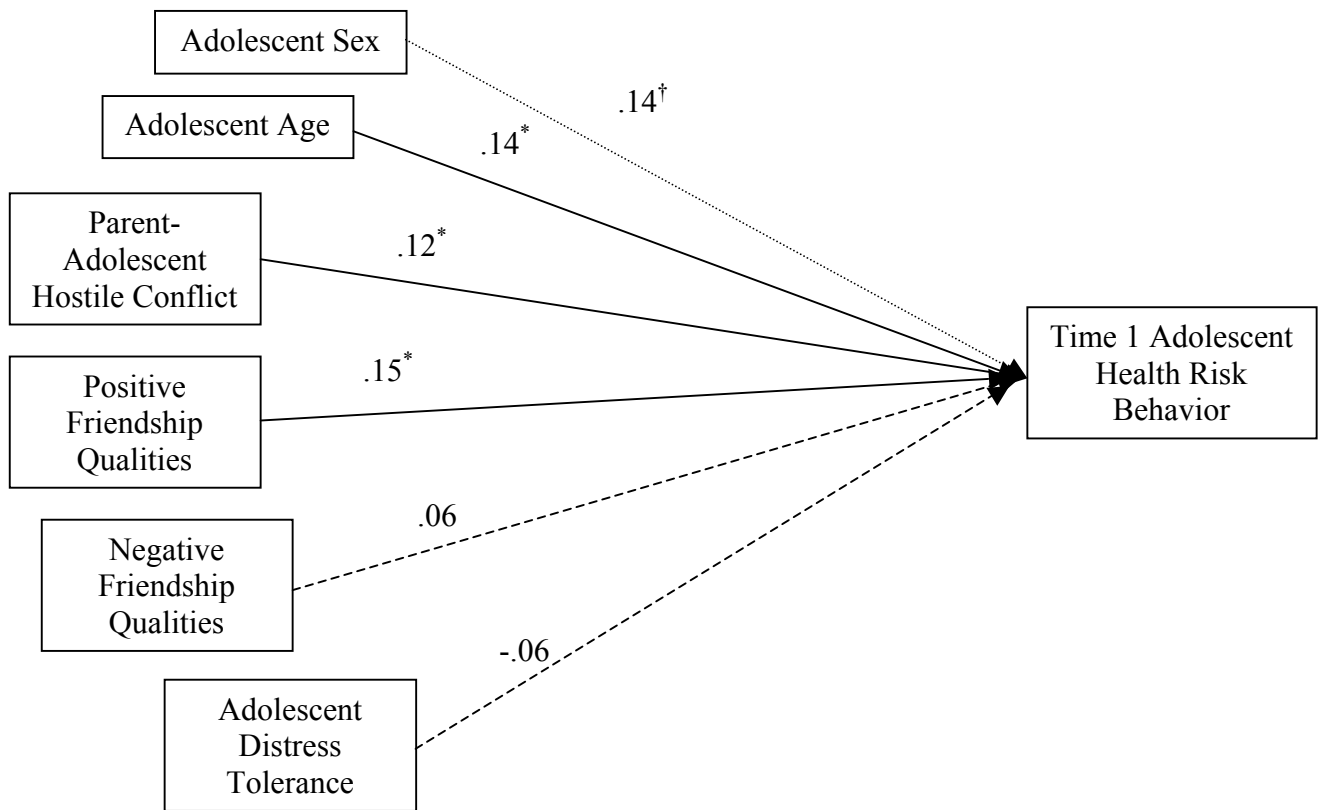 Adolescent Sex
.14†
Adolescent Age
.14*
Parent-
Adolescent
Hostile Conflict
.12*
Positive
Friendship
Qualities
.15*
Negative
Friendship
Qualities
.06
Adolescent
Distress
Tolerance
-.06
Time 1 Adolescent
Health Risk
Behavior